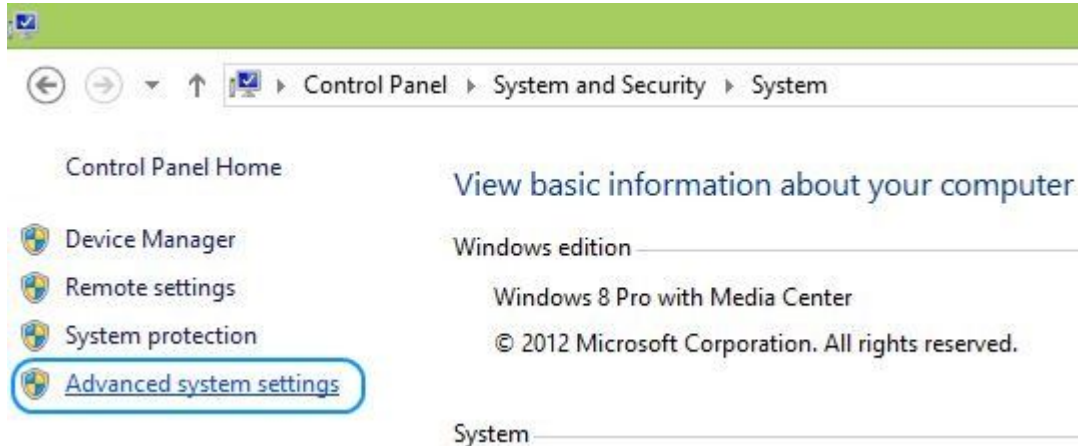 Control Panel System and Security System
Control Panel Home
Device Manager
Remote settings
System protection
Advanced system settings
View basic information about your computer
Windows edition
Windows 8 Pro with Media Center
© 2012 Microsoft Corporation. All rights reserved.
System